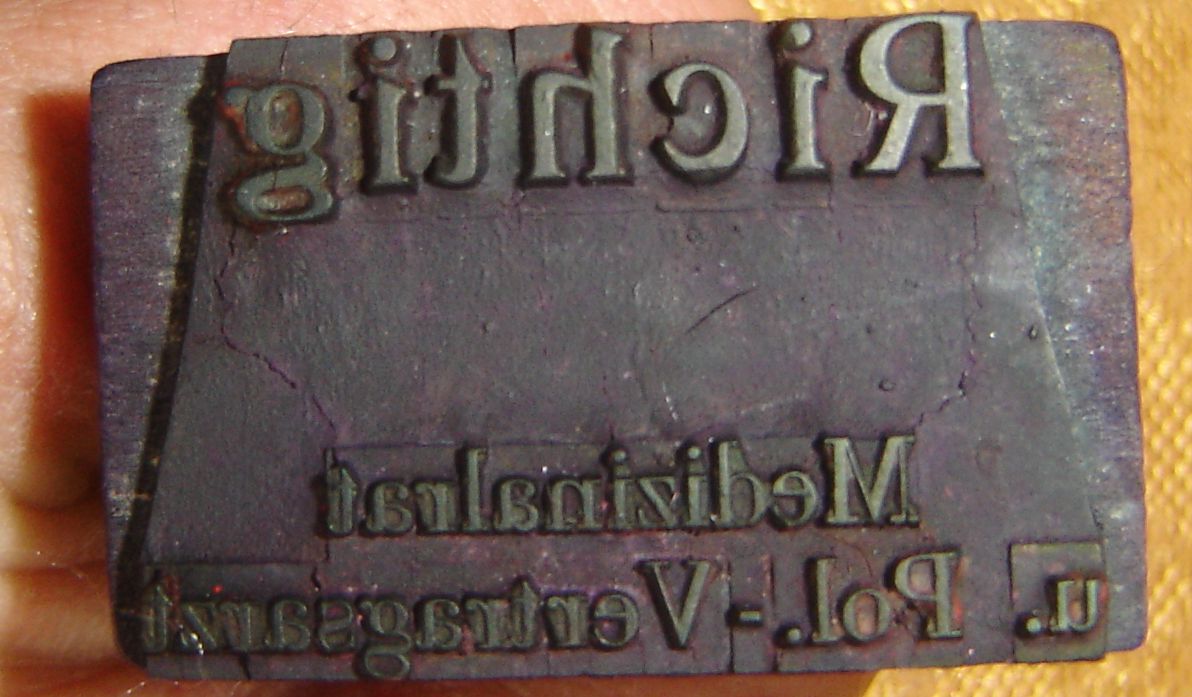 Richtig
Medizinalrat
u. Pol.-Vertragsarzt